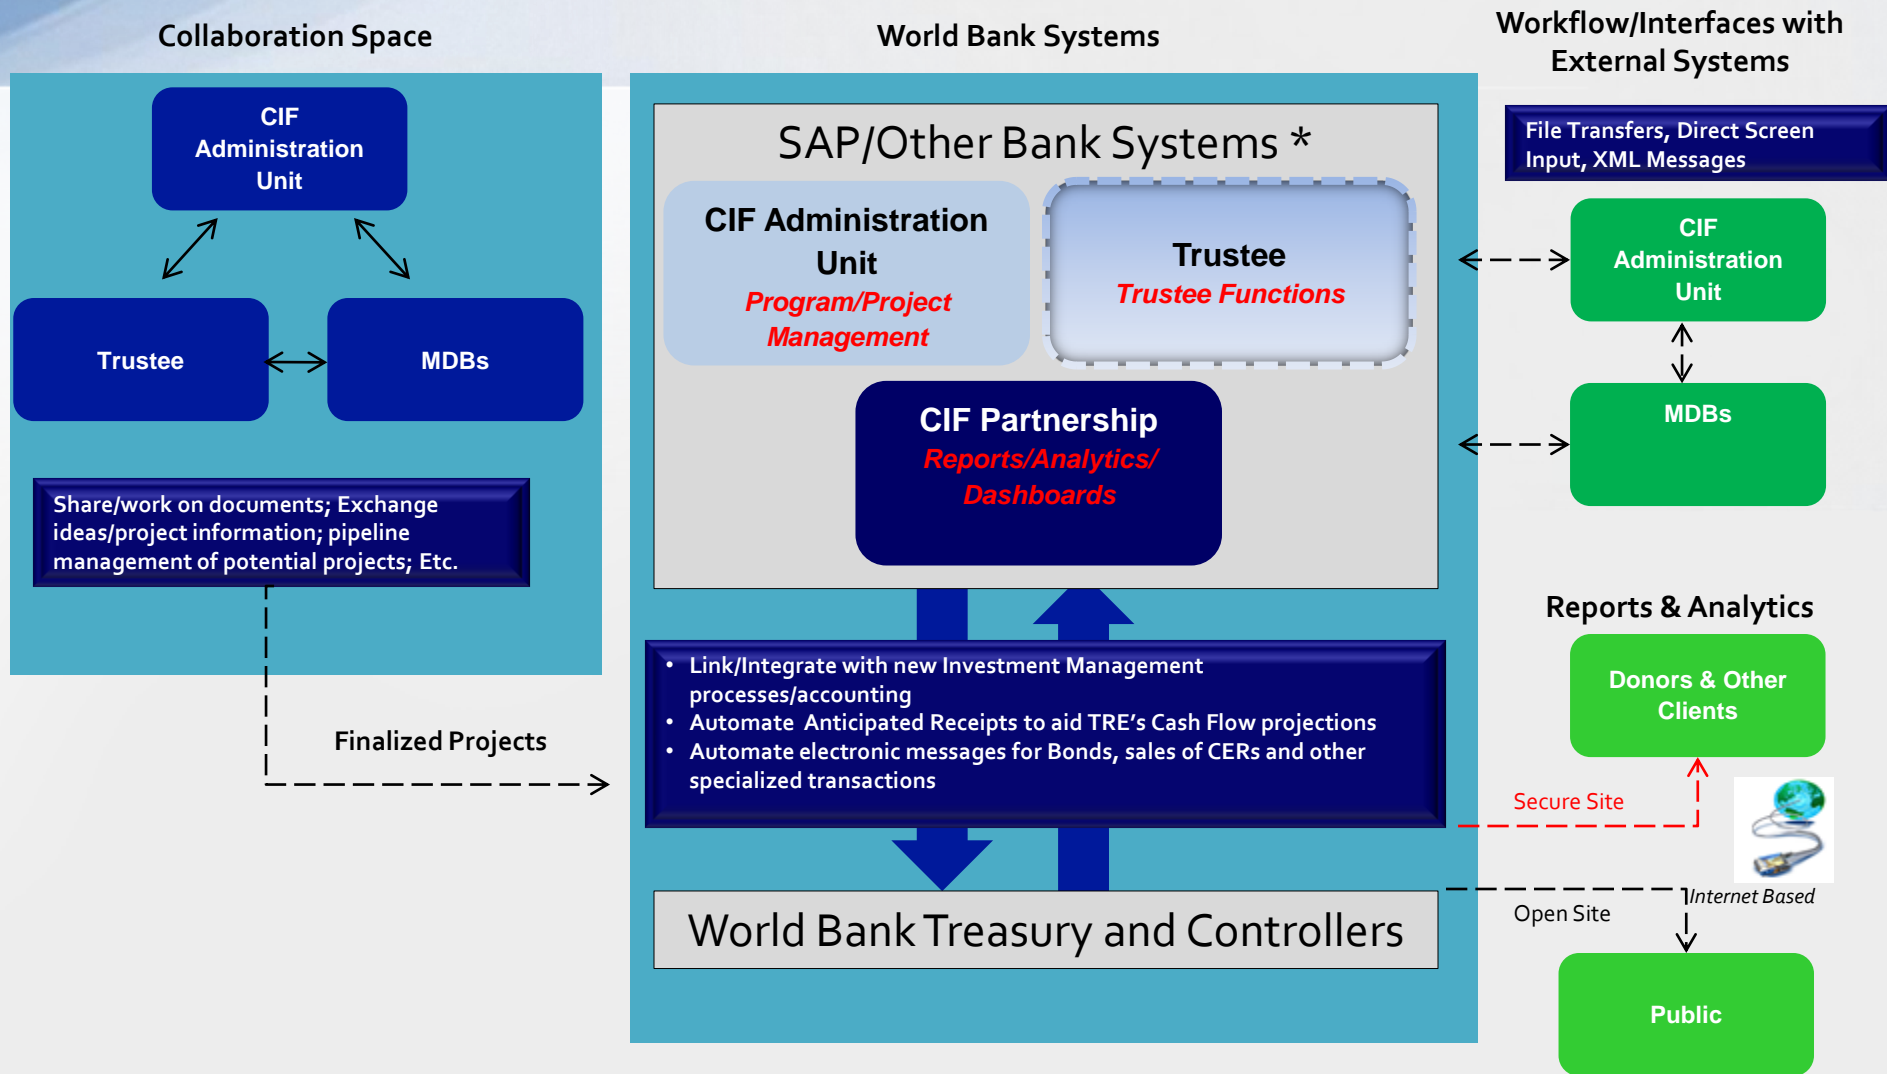 Collaboration Space
CIF
Administration
Unit
Trustee
MDBs
Share/work on documents; Exchange
ideas/project information; pipeline
management of potential projects; Etc.
Finalized Projects
World Bank Systems
SAP/Other Bank Systems *
CIF Administration
Unit
Program/Project
Management
Trustee
Trustee Functions
CIF Partnership
Reports/Analytics/
Dashboards
• Link/Integrate with new Investment Management
processes/accounting
• Automate Anticipated Receipts to aid TRE's Cash Flow projections
• Automate electronic messages for Bonds, sales of CERs and other
specialized transactions
World Bank Treasury and Controllers
Workflow/Interfaces with
External Systems
File Transfers, Direct Screen
Input, XML Messages
CIF
Administration
Unit
MDBs
Reports & Analytics
Donors & Other
Clients
Secure Site
Internet Based
Open Site
Public